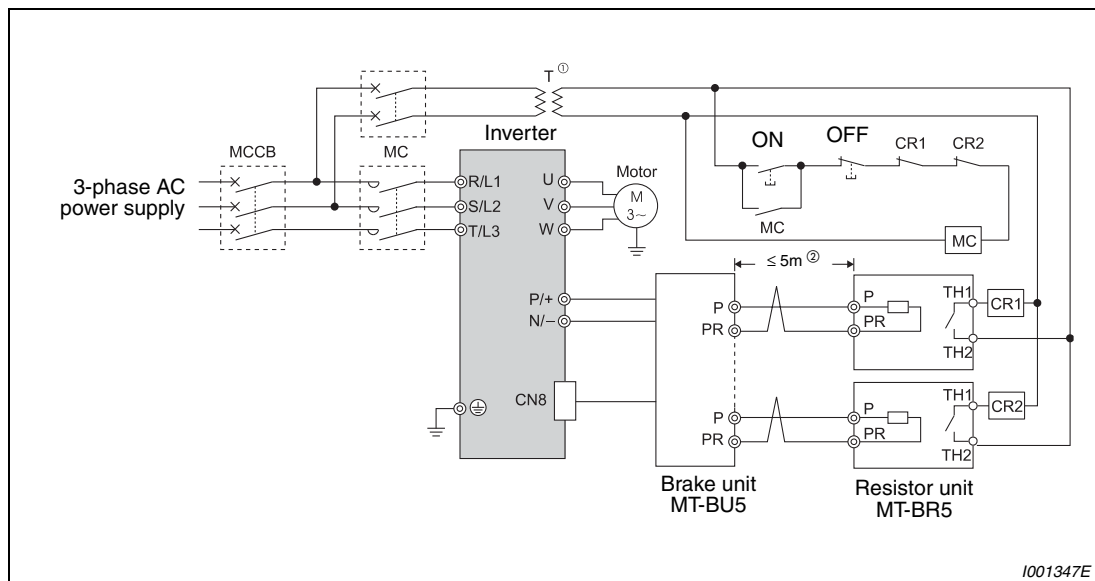 T ①
Inverter
ON
OFF
CR1
CR2
MCCB
MC
3-phase AC
power supply
R/L1
S/L2
T/L3
U
V
W
Motor
M
3~
MC
MC
≤ 5m ②
P/+
N/−
P
PR
P
PR
TH1
TH2
CR1
CN8
P
PR
P
PR
TH1
TH2
CR2
Brake unit
MT-BU5
Resistor unit
MT-BR5
I001347E